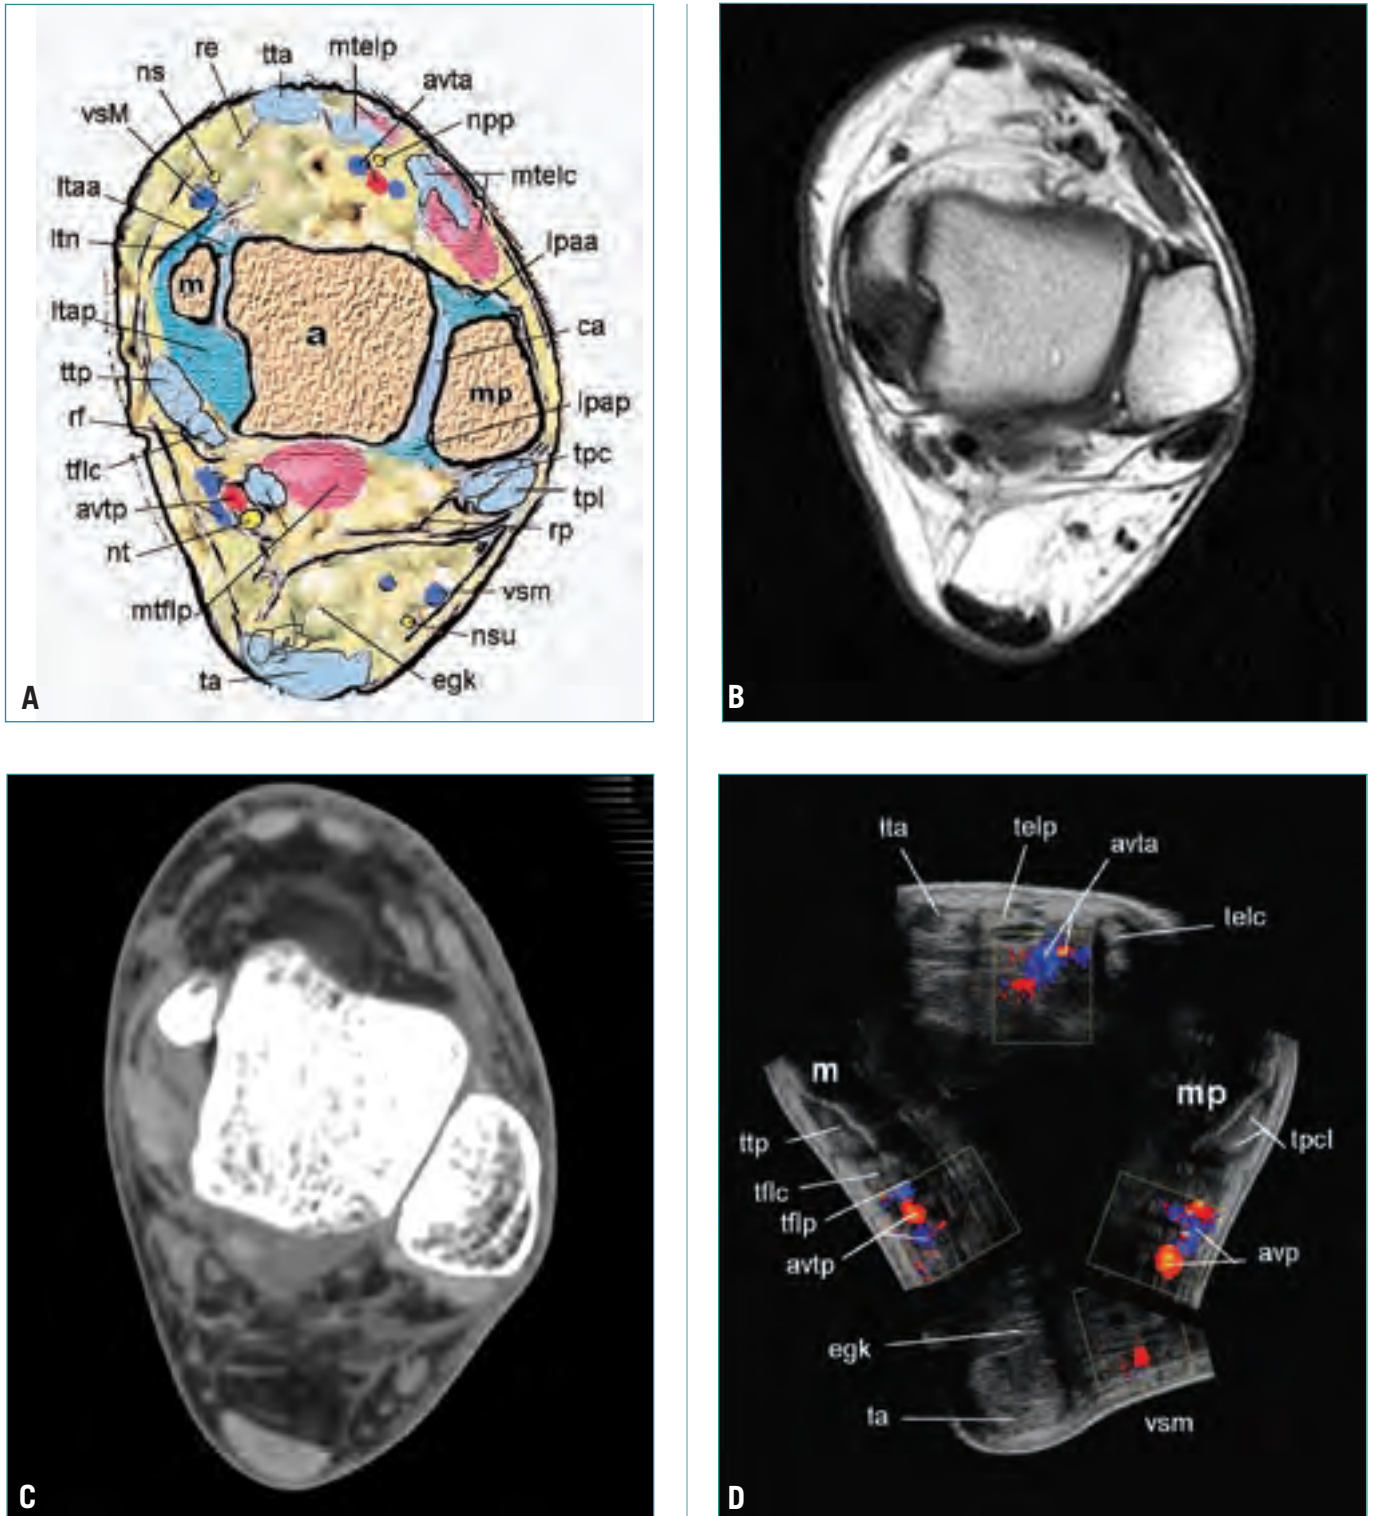 re
tta
mtelp
ns
avta
vsM
npp
ltaa
mtelc
ltn
lpaa
m
ltap
ca
a
ttp
mp
rf
lpap
tflc
tpc
avtp
tpl
nt
rp
mtflp
vsm
nsu
ta
egk
A
B
C
tta
telp
avta
telc
m
mp
ttp
tpcl
tflc
tflp
avtp
avp
egk
ta
vsm
D